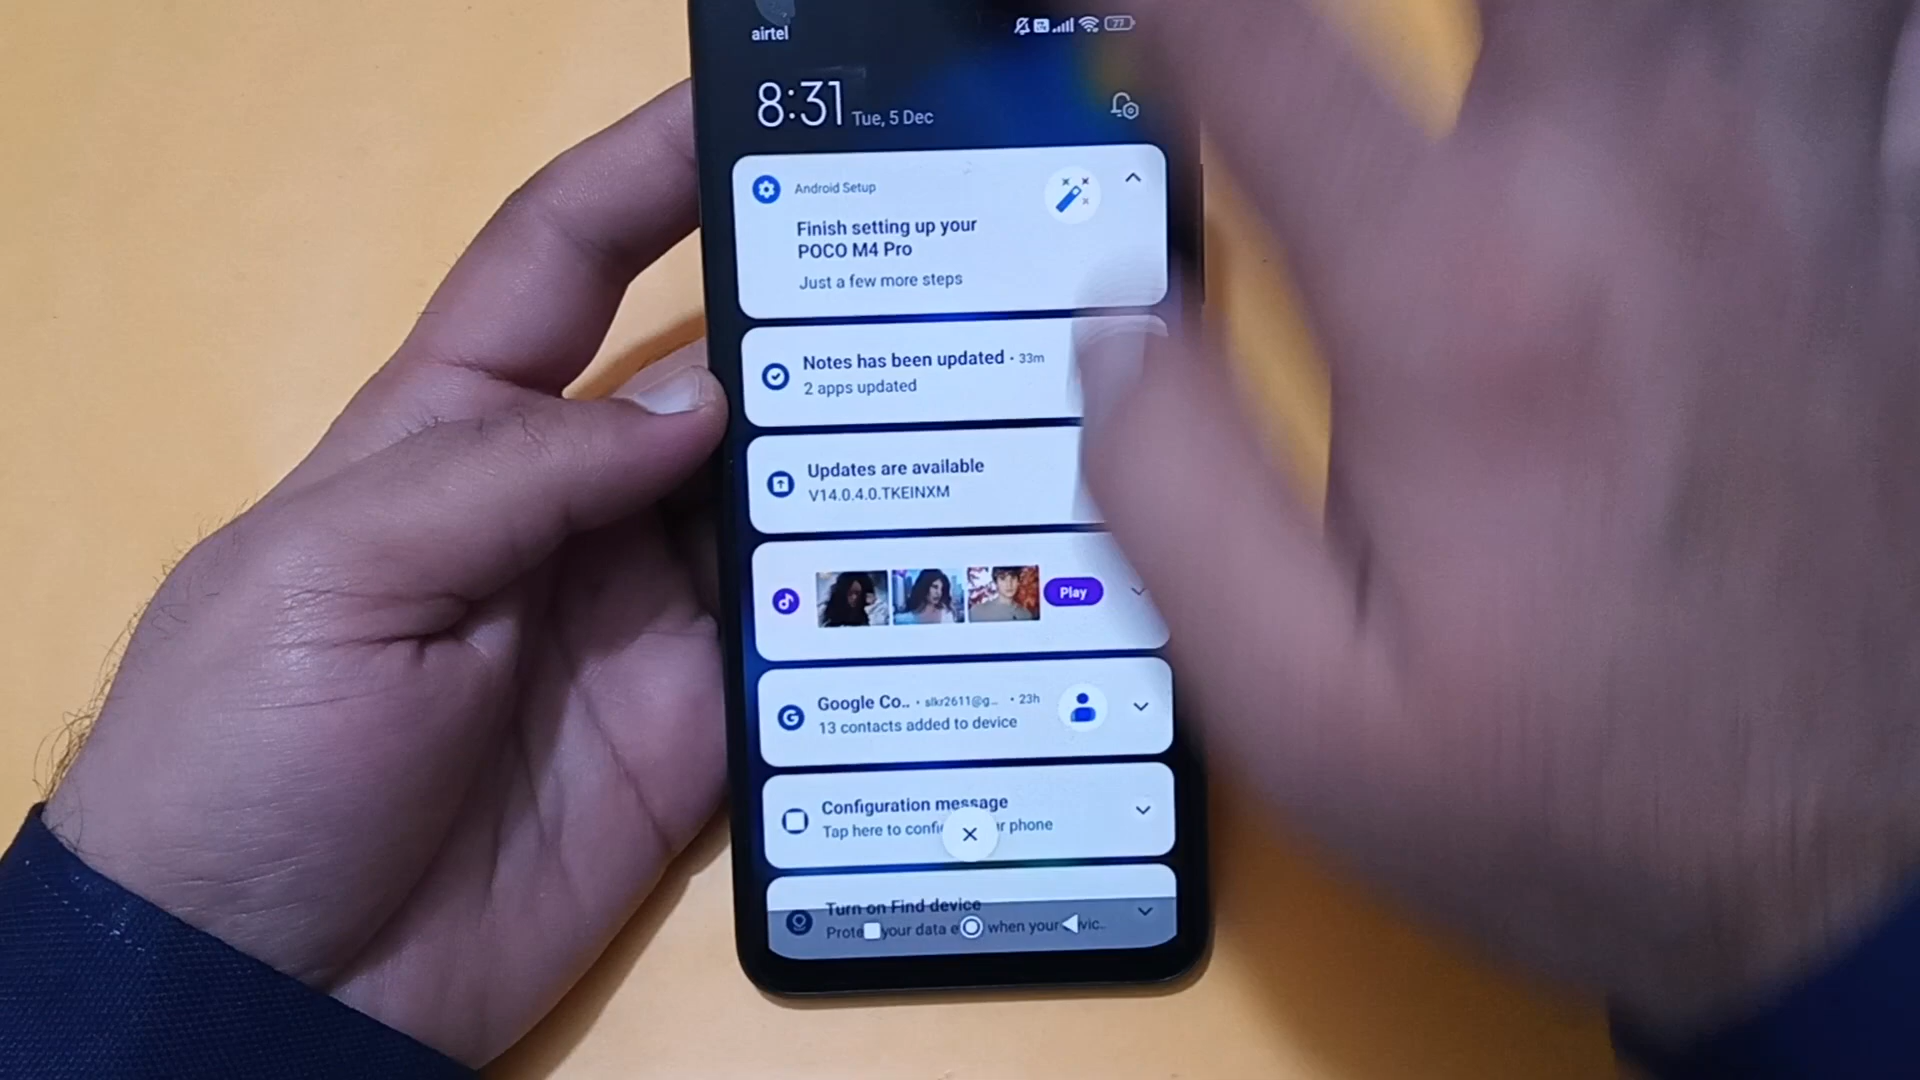 airtel
77
8:31 Tue, 5 Dec
Android Setup
Finish setting up your
POCO M4 Pro
Just a few more steps
Notes has been updated • 33m
2 apps updated
Updates are available
V14.0.4.0.TKEINXM
Play
Google Co.. • slkr2611@g... • 23h
13 contacts added to device
Configuration message
Tap here to confi r phone
Turn on Find device
Prote your data e when your vic..